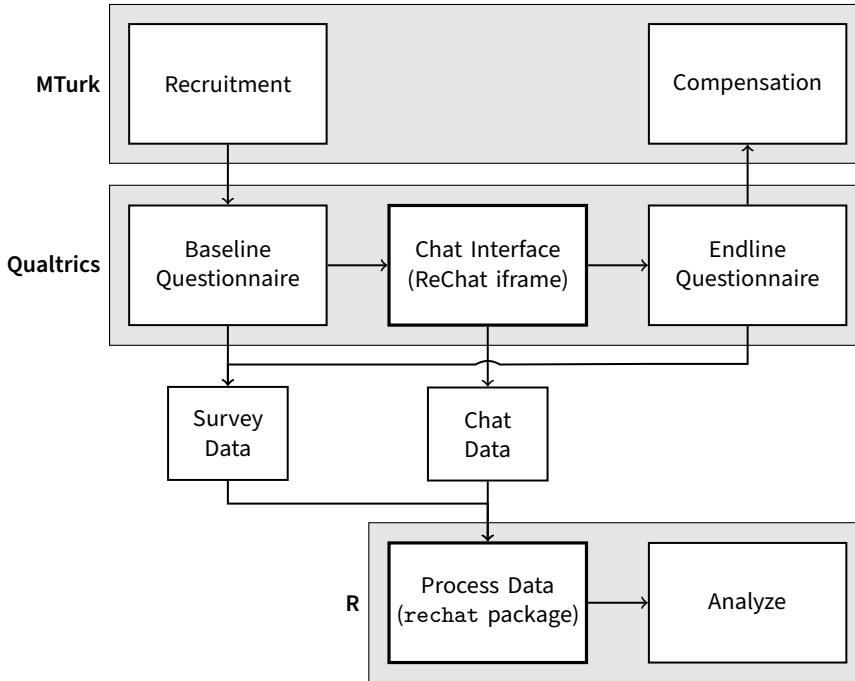 MTurk
Recruitment
Compensation
Qualtrics
Baseline
Questionnaire
Chat Interface
(ReChat iframe)
Endline
Questionnaire
Survey
Data
Chat
Data
R
Process Data
(rechat package)
Analyze